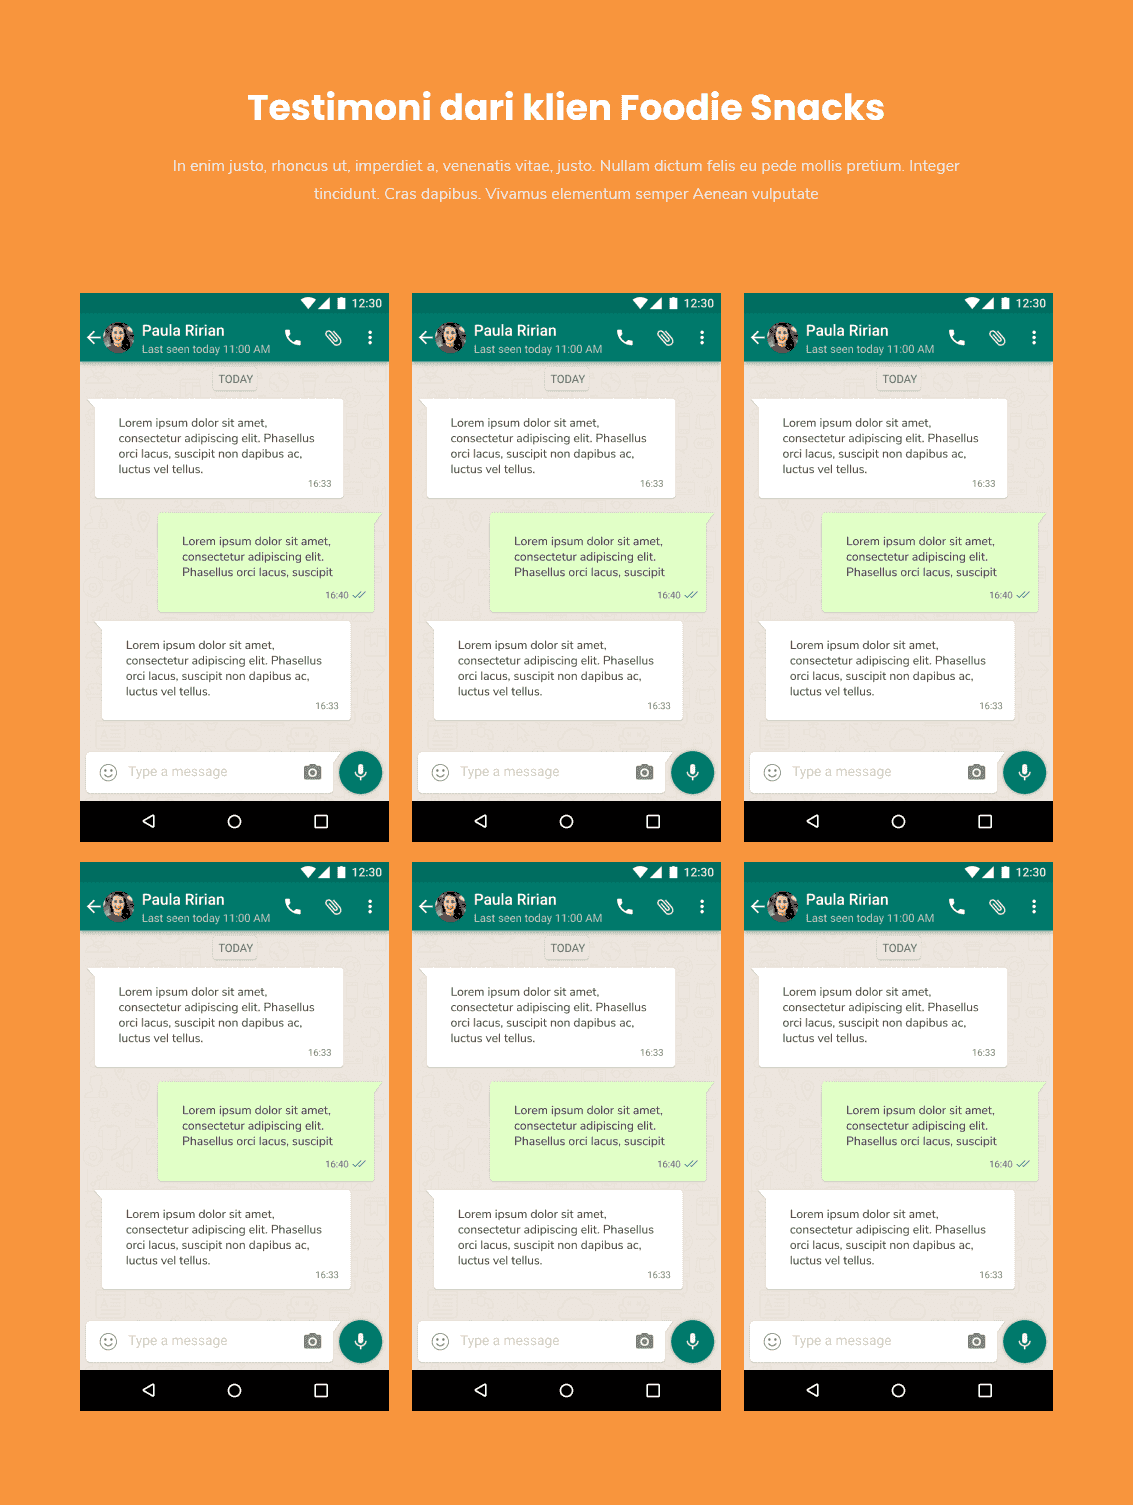 Testimoni dari klien Foodie Snacks
In enim justo, rhoncus ut, imperdiet a, venenatis vitae, justo. Nullam dictum felis eu pede mollis pretium. Integer
tincidunt. Cras dapibus. Vivamus elementum semper Aenean vulputate
12:30
Paula Ririan
Last seen today 11:00 AM
TODAY
Lorem ipsum dolor sit amet,
consectetur adipiscing elit. Phasellus
orci lacus, suscipit non dapibus ac,
luctus vel tellus.
16:33
Lorem ipsum dolor sit amet,
consectetur adipiscing elit.
Phasellus orci lacus, suscipit
16:40
Lorem ipsum dolor sit amet,
consectetur adipiscing elit. Phasellus
orci lacus, suscipit non dapibus ac,
luctus vel tellus.
16:33
Type a message
12:30
Paula Ririan
Last seen today 11:00 AM
TODAY
Lorem ipsum dolor sit amet,
consectetur adipiscing elit. Phasellus
orci lacus, suscipit non dapibus ac,
luctus vel tellus.
16:33
Lorem ipsum dolor sit amet,
consectetur adipiscing elit.
Phasellus orci lacus, suscipit
16:40
Lorem ipsum dolor sit amet,
consectetur adipiscing elit. Phasellus
orci lacus, suscipit non dapibus ac,
luctus vel tellus.
16:33
Type a message
12:30
Paula Ririan
Last seen today 11:00 AM
TODAY
Lorem ipsum dolor sit amet,
consectetur adipiscing elit. Phasellus
orci lacus, suscipit non dapibus ac,
luctus vel tellus.
16:33
Lorem ipsum dolor sit amet,
consectetur adipiscing elit.
Phasellus orci lacus, suscipit
16:40
Lorem ipsum dolor sit amet,
consectetur adipiscing elit. Phasellus
orci lacus, suscipit non dapibus ac,
luctus vel tellus.
16:33
Type a message
12:30
Paula Ririan
Last seen today 11:00 AM
TODAY
Lorem ipsum dolor sit amet,
consectetur adipiscing elit. Phasellus
orci lacus, suscipit non dapibus ac,
luctus vel tellus.
16:33
Lorem ipsum dolor sit amet,
consectetur adipiscing elit.
Phasellus orci lacus, suscipit
16:40
Lorem ipsum dolor sit amet,
consectetur adipiscing elit. Phasellus
orci lacus, suscipit non dapibus ac,
luctus vel tellus.
16:33
Type a message
12:30
Paula Ririan
Last seen today 11:00 AM
TODAY
Lorem ipsum dolor sit amet,
consectetur adipiscing elit. Phasellus
orci lacus, suscipit non dapibus ac,
luctus vel tellus.
16:33
Lorem ipsum dolor sit amet,
consectetur adipiscing elit.
Phasellus orci lacus, suscipit
16:40
Lorem ipsum dolor sit amet,
consectetur adipiscing elit. Phasellus
orci lacus, suscipit non dapibus ac,
luctus vel tellus.
16:33
Type a message
12:30
Paula Ririan
Last seen today 11:00 AM
TODAY
Lorem ipsum dolor sit amet,
consectetur adipiscing elit. Phasellus
orci lacus, suscipit non dapibus ac,
luctus vel tellus.
16:33
Lorem ipsum dolor sit amet,
consectetur adipiscing elit.
Phasellus orci lacus, suscipit
16:40
Lorem ipsum dolor sit amet,
consectetur adipiscing elit. Phasellus
orci lacus, suscipit non dapibus ac,
luctus vel tellus.
16:33
Type a message